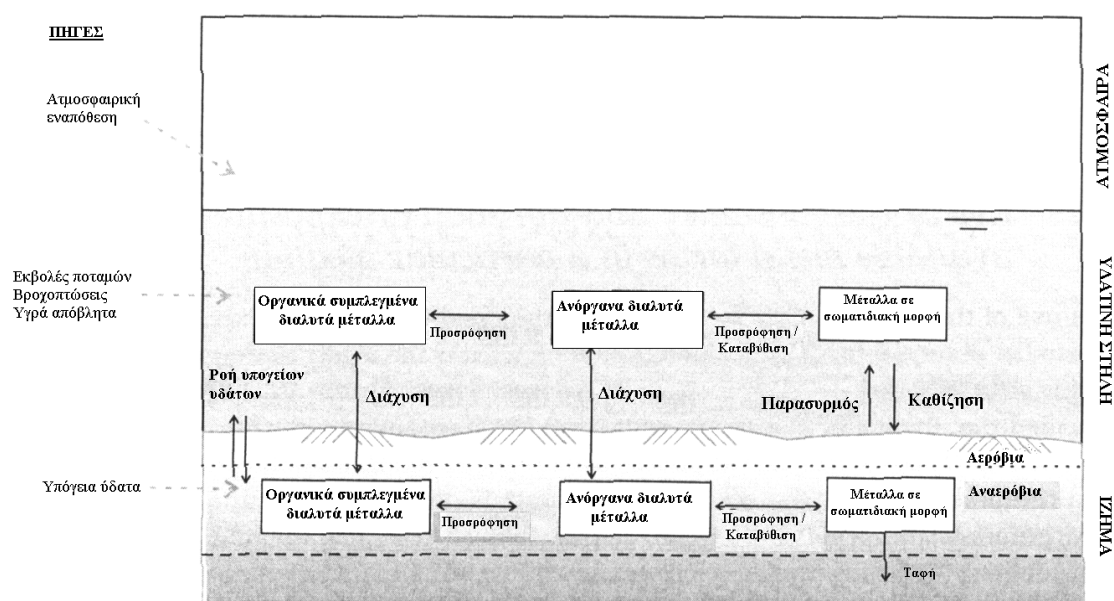 ΠΗΓΕΣ
Ατμοσφαιρική
εναπόθεση
ΑΤΜΟΣΦΑΙΡΑ
Εκβολές ποταμών
Βροχοπτώσεις
Υγρά απόβλητα
Οργανικά συμπλεγμένα
διαλυτά μέταλλα
Προσρόφηση
Ανόργανα διαλυτά
μέταλλα
Προσρόφηση /
Καταβύθιση
Μέταλλα σε
σωματιδιακή μορφή
ΥΔΑΤΙΝΗ ΣΤΗΛΗ
Ροή υπογείων
υδάτων
Διάχυση
Διάχυση
Παρασυρμός
Καθίζηση
Αερόβια
Υπόγεια ύδατα
Οργανικά συμπλεγμένα
διαλυτά μέταλλα
Προσρόφηση
Ανόργανα διαλυτά
μέταλλα
Προσρόφηση /
Καταβύθιση
Μέταλλα σε
σωματιδιακή μορφή
Αναερόβια
ΙΖΗΜΑ
Ταφή